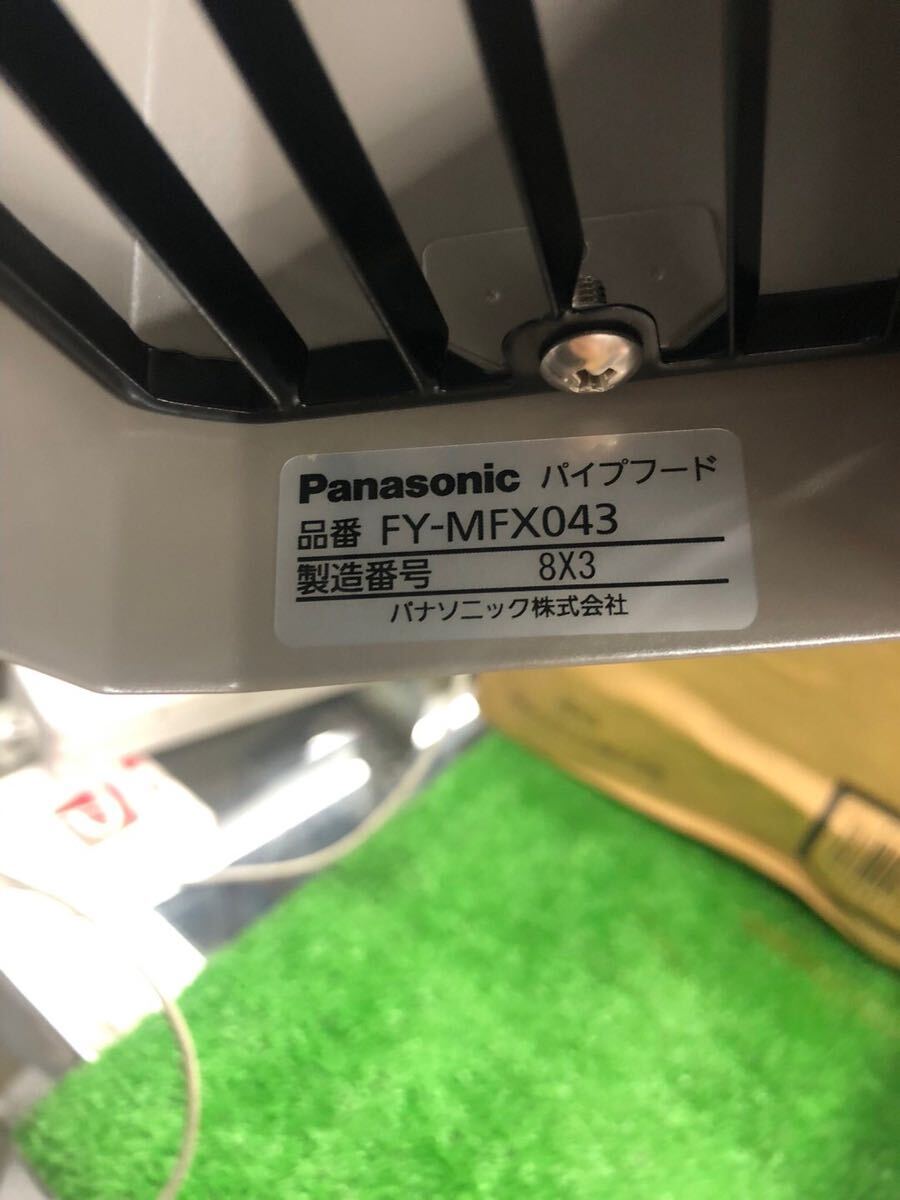 Panasonic パイプフード
品番 FY-MFX043
製造番号 8X3
パナソニック株式会社